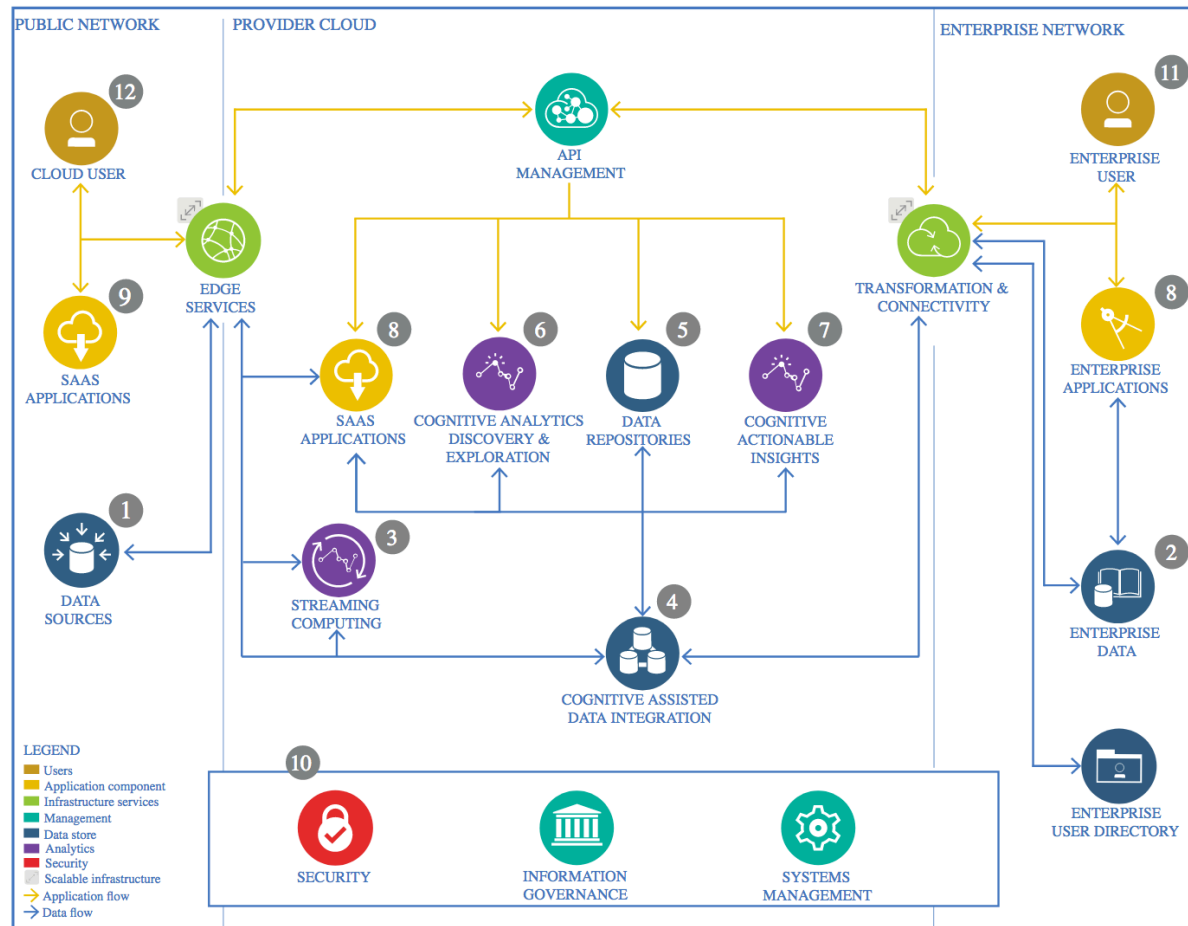 PUBLIC NETWORK
PROVIDER CLOUD
ENTERPRISE NETWORK
12
CLOUD USER
API
MANAGEMENT
11
ENTERPRISE
USER
EDGE
SERVICES
TRANSFORMATION &
CONNECTIVITY
9
SAAS
APPLICATIONS
8
SAAS
APPLICATIONS
6
COGNITIVE ANALYTICS
DISCOVERY &
EXPLORATION
5
DATA
REPOSITORIES
7
COGNITIVE
ACTIONABLE
INSIGHTS
8
ENTERPRISE
APPLICATIONS
1
DATA
SOURCES
3
STREAMING
COMPUTING
4
COGNITIVE ASSISTED
DATA INTEGRATION
2
ENTERPRISE
DATA
ENTERPRISE
USER DIRECTORY
LEGEND
Users
Application component
Infrastructure services
Management
Data store
Analytics
Security
Scalable infrastructure
Application flow
Data flow
10
SECURITY
INFORMATION
GOVERNANCE
SYSTEMS
MANAGEMENT